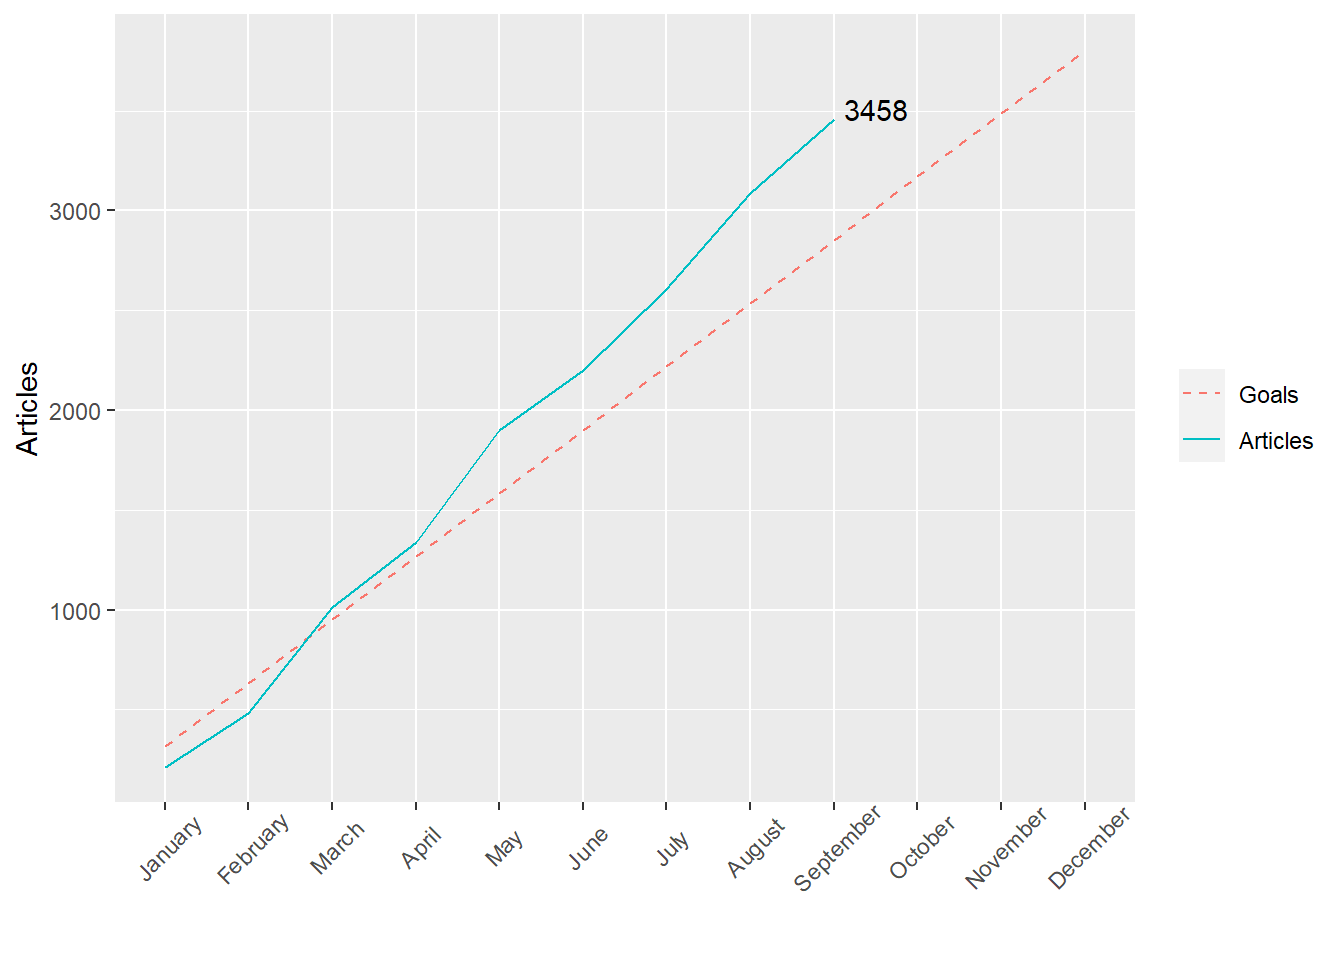 3458
3000
2000
1000
Articles
Goals
Articles
January
February
March
April
May
June
July
August
September
October
November
December